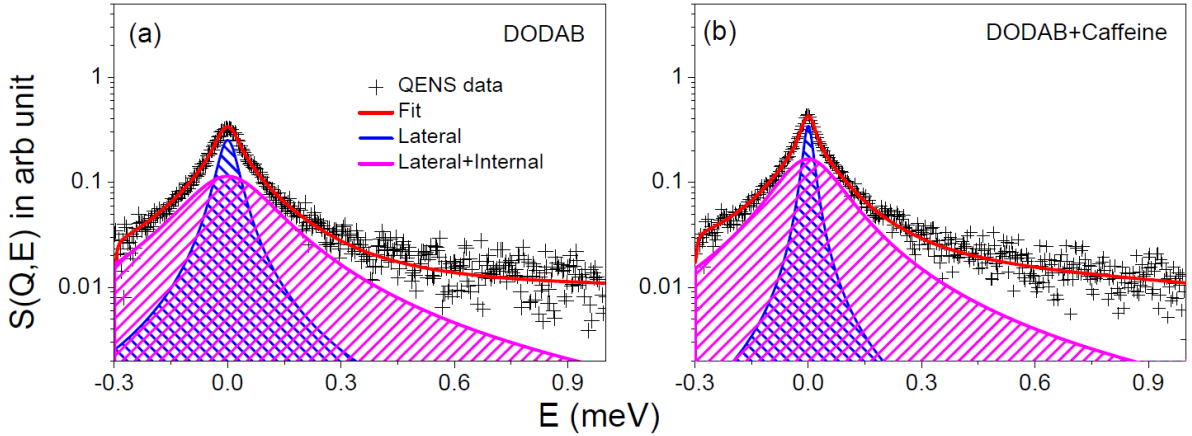 (a)
DODAB
QENS data
Fit
Lateral
Lateral+Internal
(b)
DODAB+Caffeine
S(Q,E) in arb unit
1
0.1
0.01
1
0.1
0.01
-0.3
0.0
0.3
0.6
0.9
-0.3
0.0
0.3
0.6
0.9
E (meV)